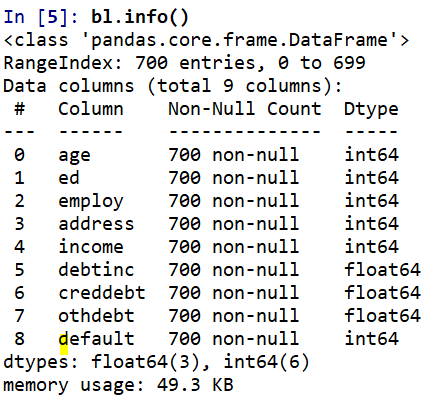 In [5]: bl.info()
<class 'pandas.core.frame.DataFrame'>
RangeIndex: 700 entries, 0 to 699
Data columns (total 9 columns):
 #   Column    Non-Null Count  Dtype
---  ------    --------------  -----
 0   age       700 non-null    int64
 1   ed        700 non-null    int64
 2   employ    700 non-null    int64
 3   address   700 non-null    int64
 4   income    700 non-null    int64
 5   debtinc   700 non-null    float64
 6   creddebt  700 non-null    float64
 7   othdebt   700 non-null    float64
 8   default   700 non-null    int64
dtypes: float64(3), int64(6)
memory usage: 49.3 KB